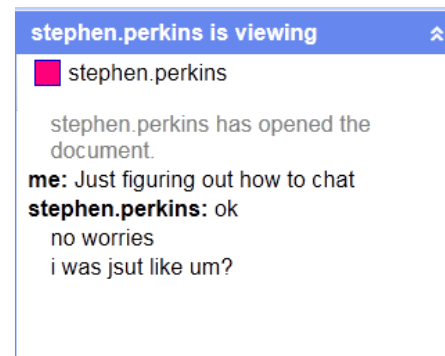 stephen.perkins is viewing
stephen.perkins
stephen.perkins has opened the
document.
me: Just figuring out how to chat
stephen.perkins: ok
no worries
i was jsut like um?